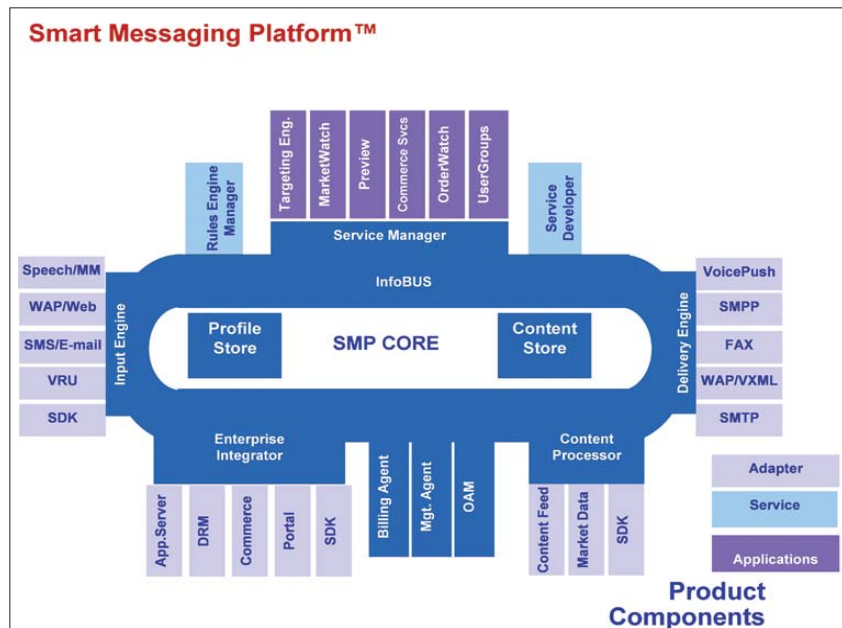 Smart Messaging Platform™
Targeting Eng.
MarketWatch
Preview
Commerce Svcs
OrderWatch
UserGroups
Rules Engine
Manager
Service
Developer
Service Manager
InfoBUS
Speech/MM
WAP/Web
SMS/E-mail
VRU
SDK
Input Engine
Profile
Store
SMP CORE
Content
Store
Delivery Engine
VoicePush
SMPP
FAX
WAP/VXML
SMTP
Enterprise
Integrator
Billing Agent
Mgt. Agent
OAM
Content
Processor
App.Server
DRM
Commerce
Portal
SDK
Content Feed
Market Data
SDK
Adapter
Service
Applications
Product
Components